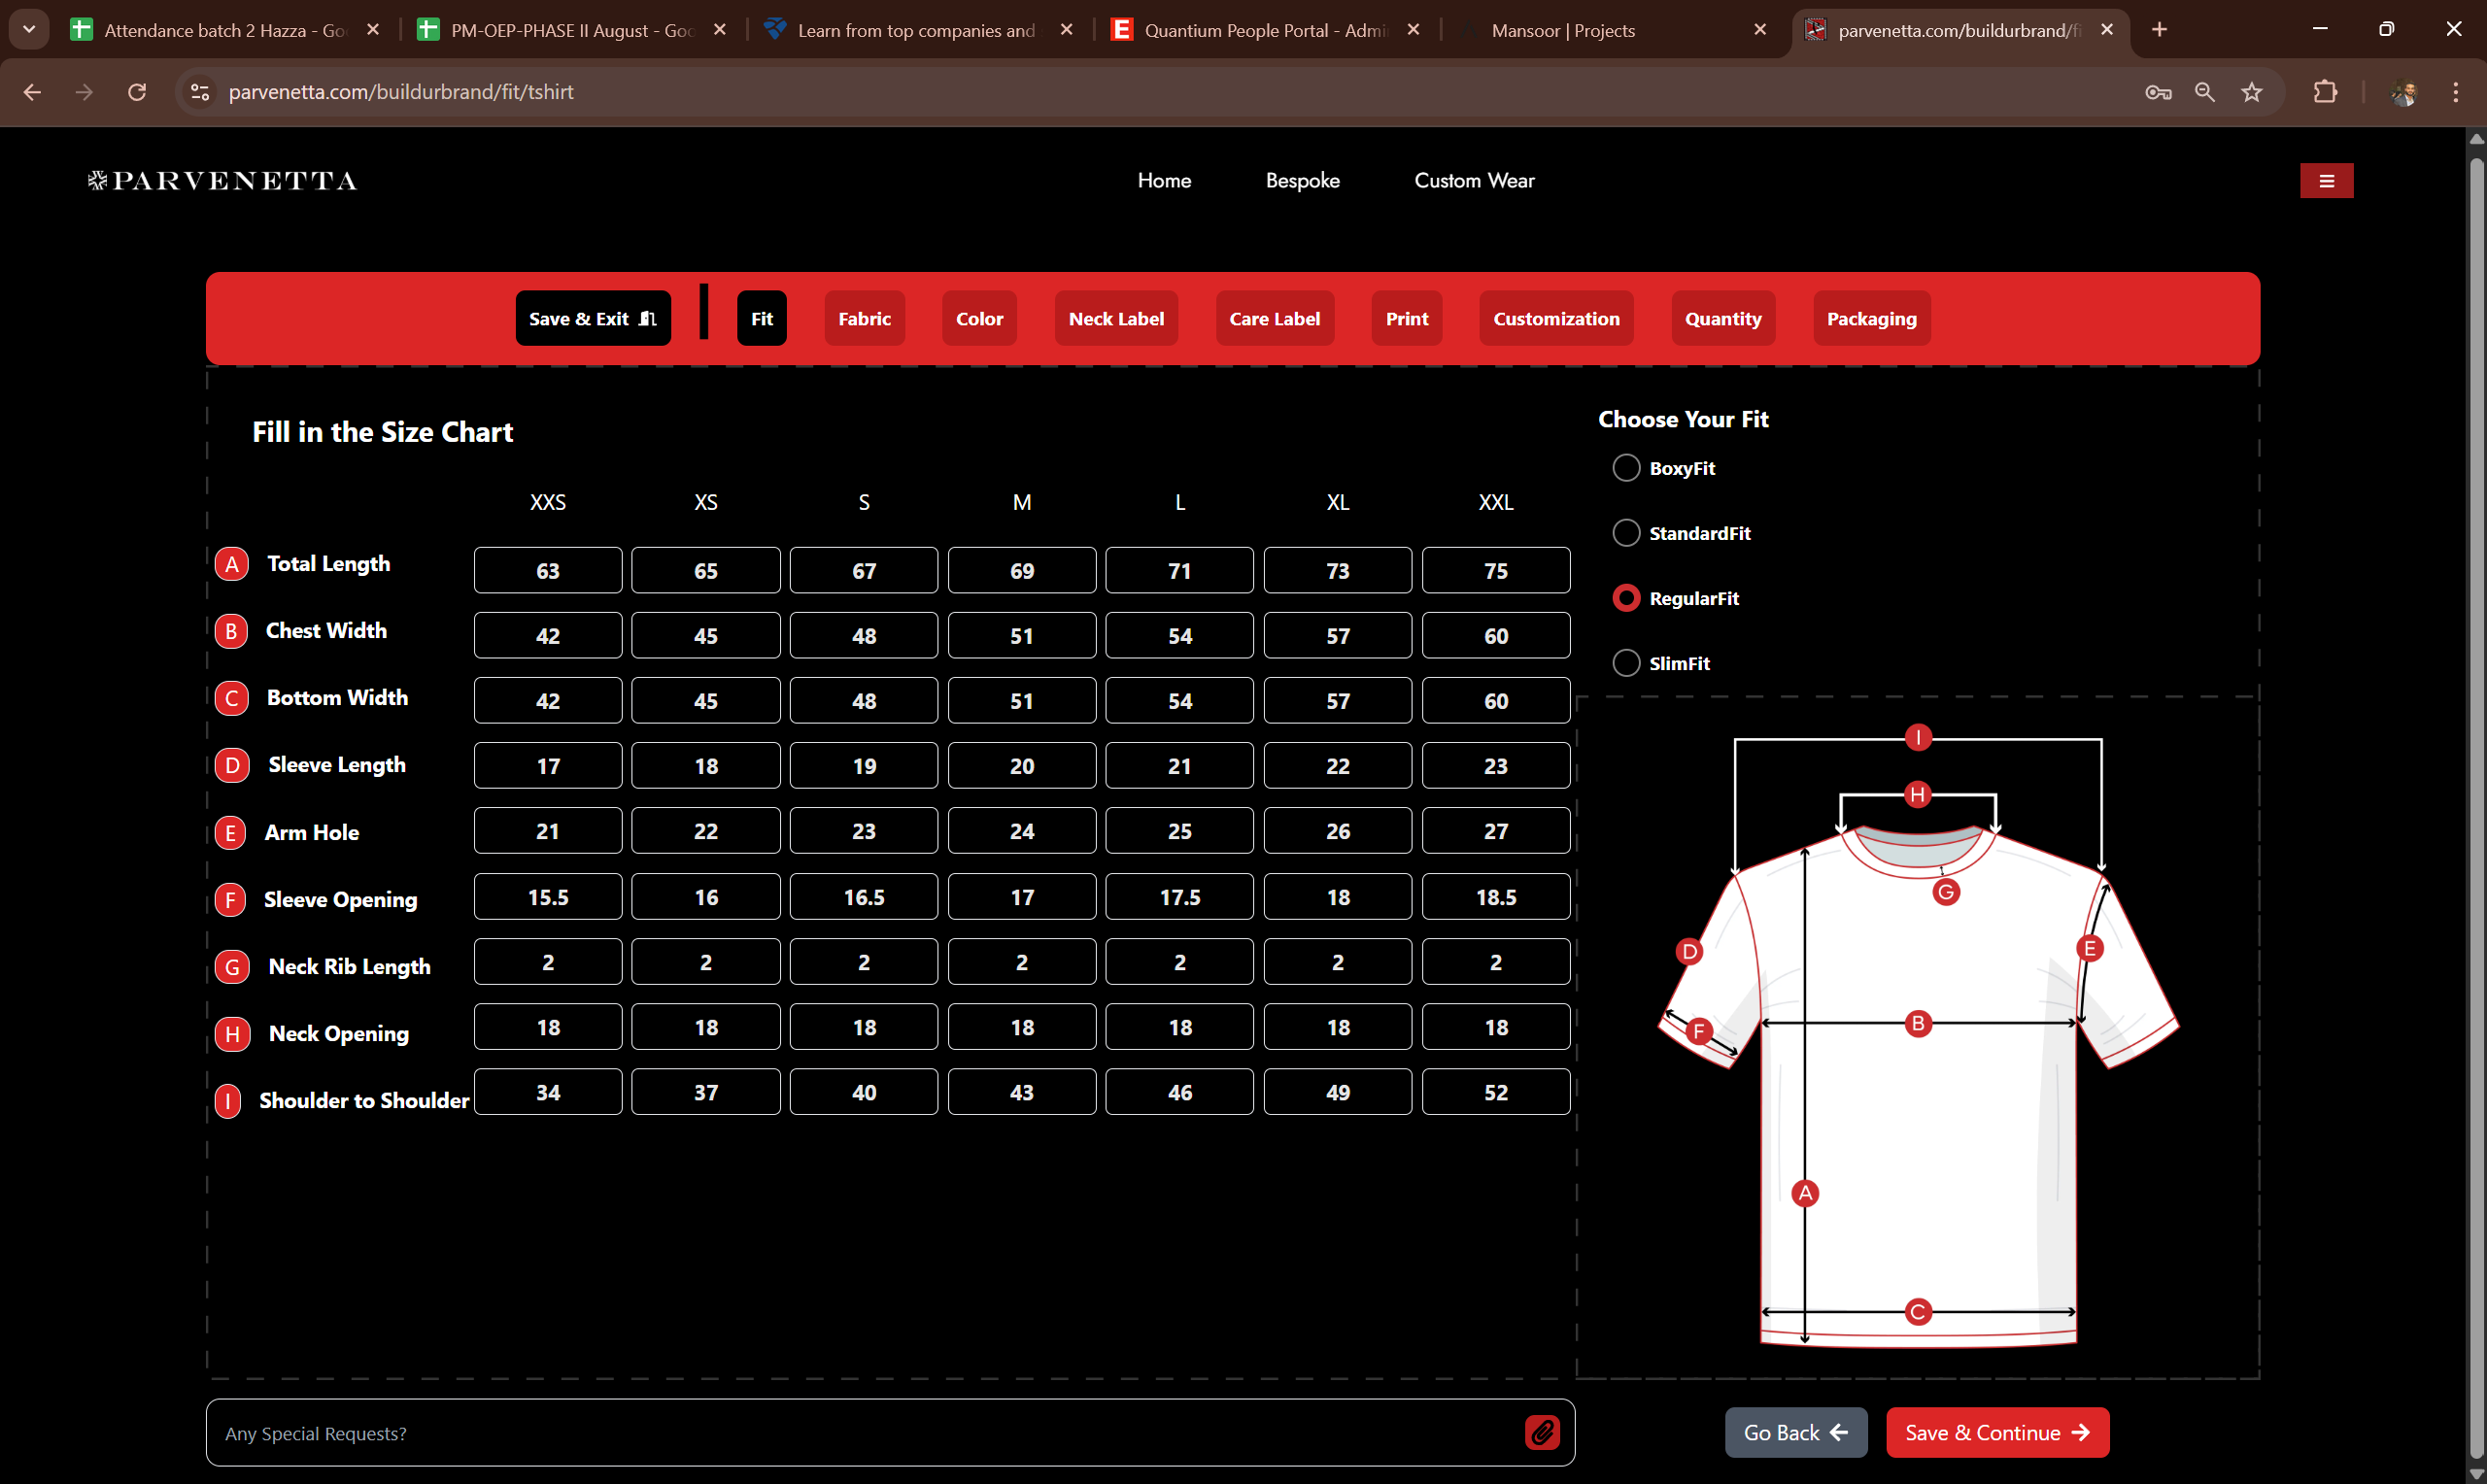 Attendance batch 2 Hazza - Go
PM-OEP-PHASE II August - Goo
Learn from top companies and
Quantium People Portal - Admi
Mansoor | Projects
parvenetta.com/buildurbrand/fi
parvenetta.com/buildurbrand/fit/tshirt
PARVENETTA
Home Bespoke Custom Wear
Save & Exit Fit Fabric Color Neck Label Care Label Print Customization Quantity Packaging
Fill in the Size Chart
XXS XS S M L XL XXL
A Total Length 63 65 67 69 71 73 75
B Chest Width 42 45 48 51 54 57 60
C Bottom Width 42 45 48 51 54 57 60
D Sleeve Length 17 18 19 20 21 22 23
E Arm Hole 21 22 23 24 25 26 27
F Sleeve Opening 15.5 16 16.5 17 17.5 18 18.5
G Neck Rib Length 2 2 2 2 2 2 2
H Neck Opening 18 18 18 18 18 18 18
I Shoulder to Shoulder 34 37 40 43 46 49 52
Choose Your Fit
BoxyFit
StandardFit
RegularFit
SlimFit
I
H
G
D
E
F
B
A
C
Any Special Requests?
Go Back
Save & Continue